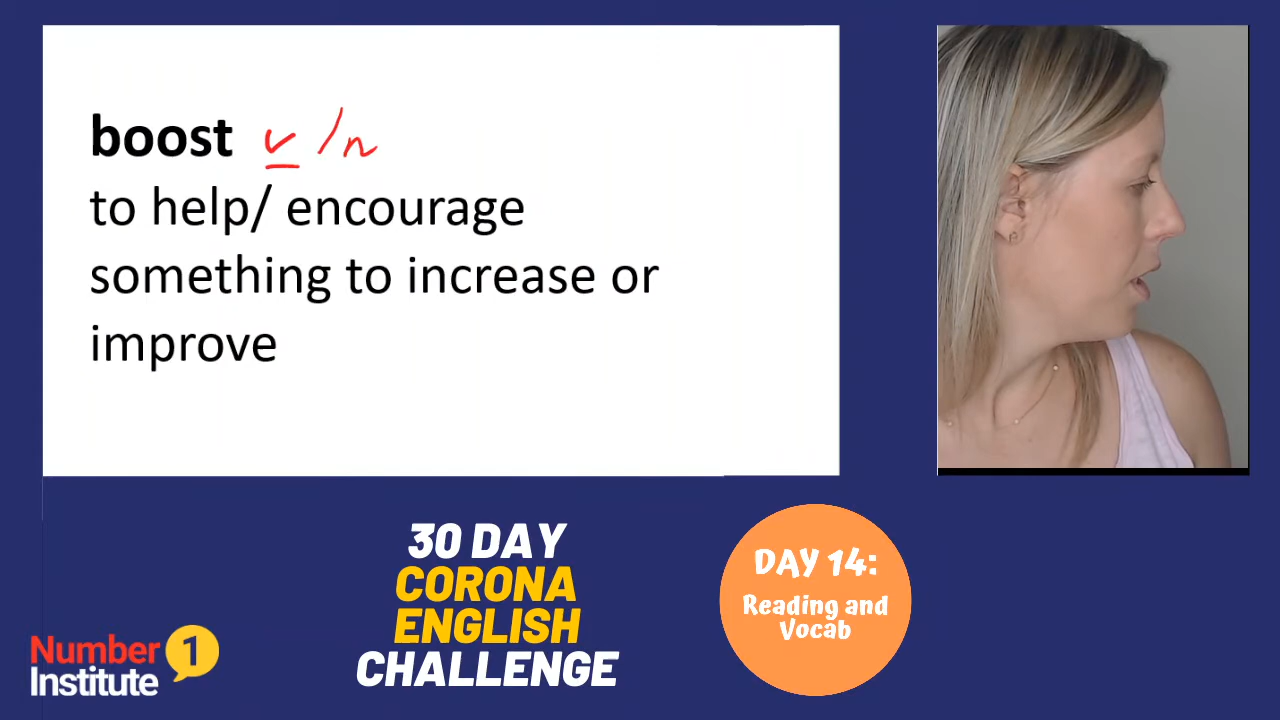 boost v /n
to help/ encourage
something to increase or
improve
30 DAY
CORONA
ENGLISH
CHALLENGE
DAY 14:
Reading and
Vocab
Number 1
Institute